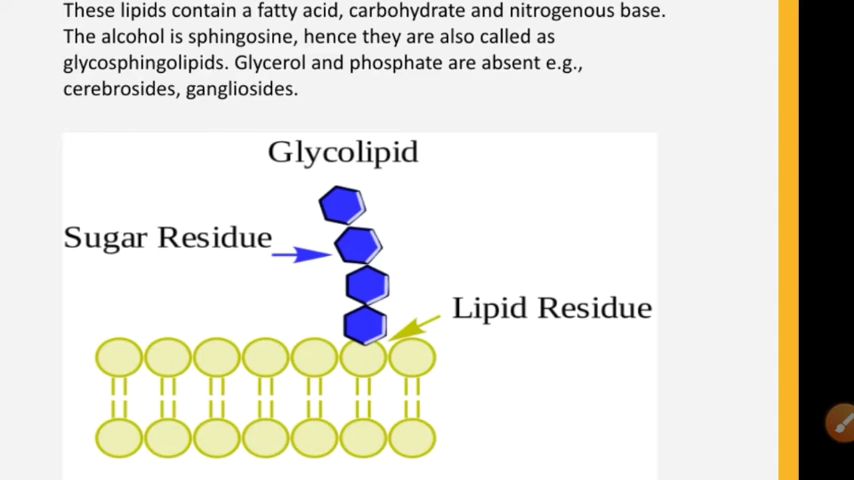 These lipids contain a fatty acid, carbohydrate and nitrogenous base.
The alcohol is sphingosine, hence they are also called as
glycosphingolipids. Glycerol and phosphate are absent e.g.,
cerebrosides, gangliosides.
Glycolipid
Sugar Residue
Lipid Residue